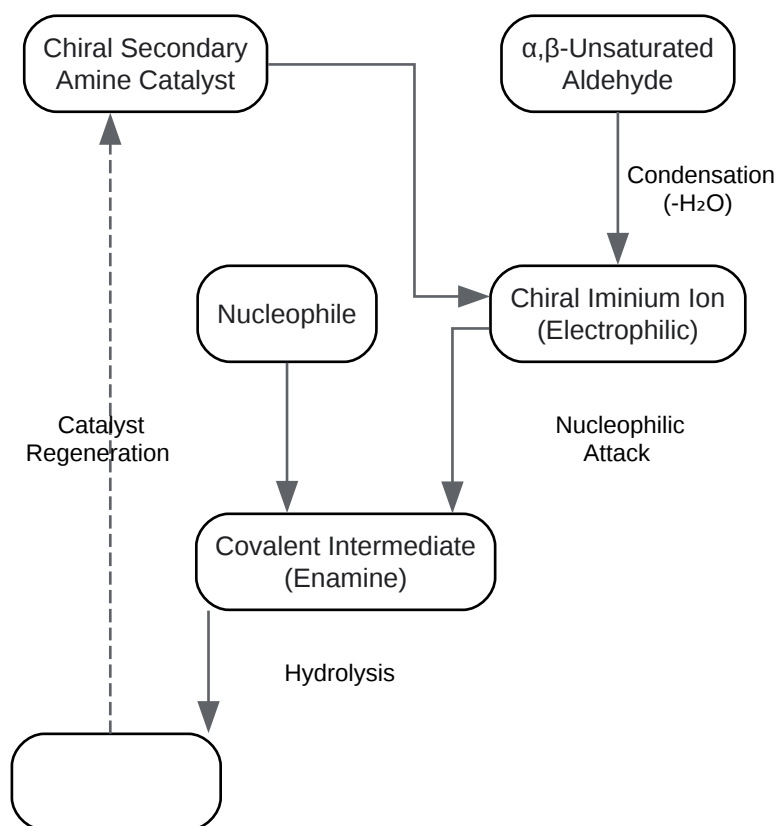 Chiral Secondary
Amine Catalyst
α,β-Unsaturated
Aldehyde
Condensation
(-H₂O)
Nucleophile
Chiral Iminium Ion
(Electrophilic)
Catalyst
Regeneration
Nucleophilic
Attack
Covalent Intermediate
(Enamine)
Hydrolysis